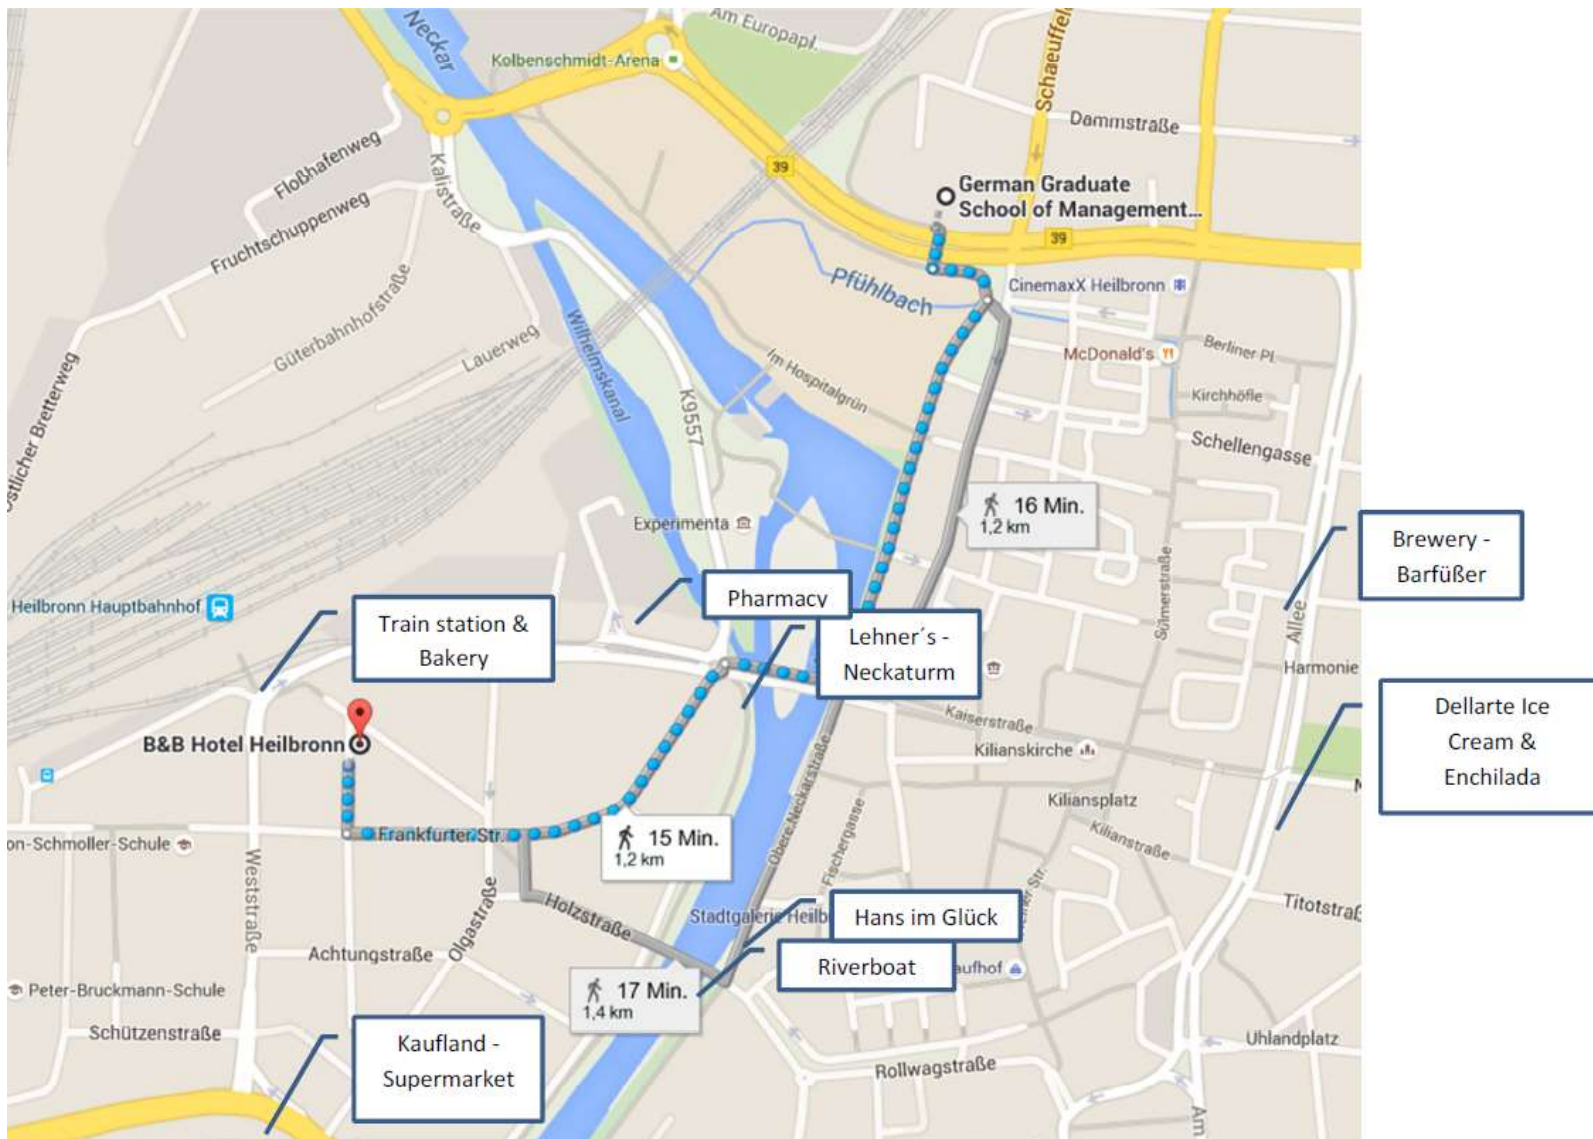 Neckar
Am Europapl.
Kolbenschmidt-Arena
Schaeuffel
Dammstraße
Floßhafenweg
Kalistraße
39
German Graduate
School of Management...
Fruchtschuppenweg
39
Pfühlbach
CinemaxX Heilbronn
Güterbahnhofstraße
Lauerweg
Wilhelmskanal
Im Hospitalgrün
McDonald's
Berliner Pl.
Kirchhöfle
K9557
Schellengasse
östlicher Bretterweg
16 Min.
1,2 km
Experimenta
Brewery -
Barfüßer
Heilbronn Hauptbahnhof
Pharmacy
Train station &
Bakery
Lehner´s -
Neckaturm
Sülmerstraße
Allee
Harmonie
Kaiserstraße
Dellarte Ice
Cream &
Enchilada
B&B Hotel Heilbronn
Kilianskirche
Obere Neckarstraße
Kiliansplatz
Kilianstraße
Frankfurter Str.
15 Min.
1,2 km
on-Schmoller-Schule
Weststraße
Fischergasse
Olgastraße
Holzstraße
Stadtgalerie Heilb
Hans im Glück
einer Str.
Titotstraß
Achtungstraße
Riverboat
aufhof
17 Min.
1,4 km
Peter-Bruckmann-Schule
Schützenstraße
Kaufland -
Supermarket
Uhlandplatz
Rollwagstraße
Am